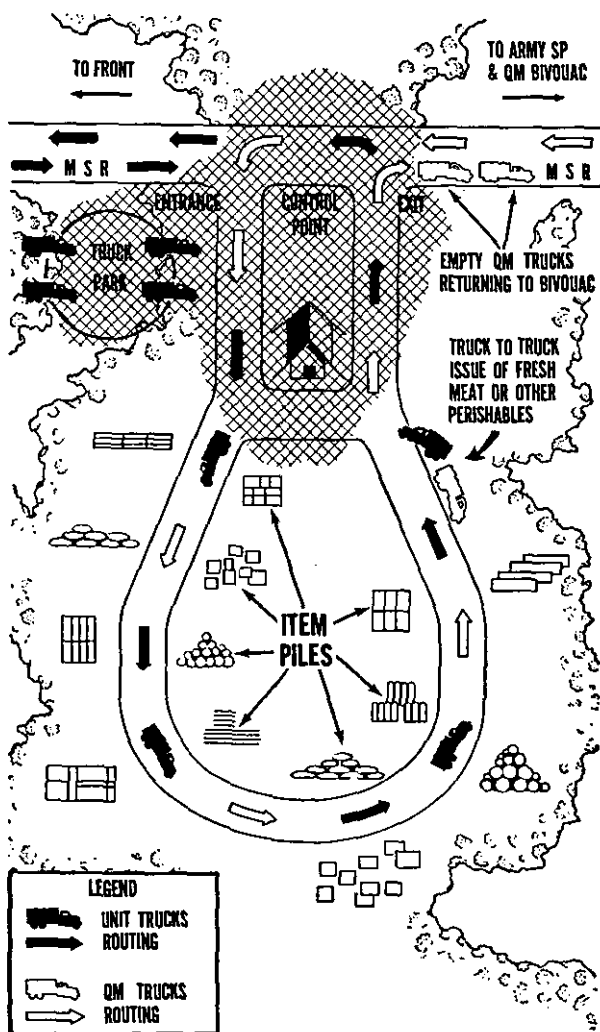 TO FRONT
TO ARMY SP
& QM BIVOUAC
M S R
M S R
ENTRANCE
CONTROL
POINT
EXIT
TRUCK
PARK
EMPTY QM TRUCKS
RETURNING TO BIVOUAC
TRUCK TO TRUCK
ISSUE OF FRESH
MEAT OR OTHER
PERISHABLES
ITEM
PILES
LEGEND
UNIT TRUCKS
ROUTING
QM TRUCKS
ROUTING